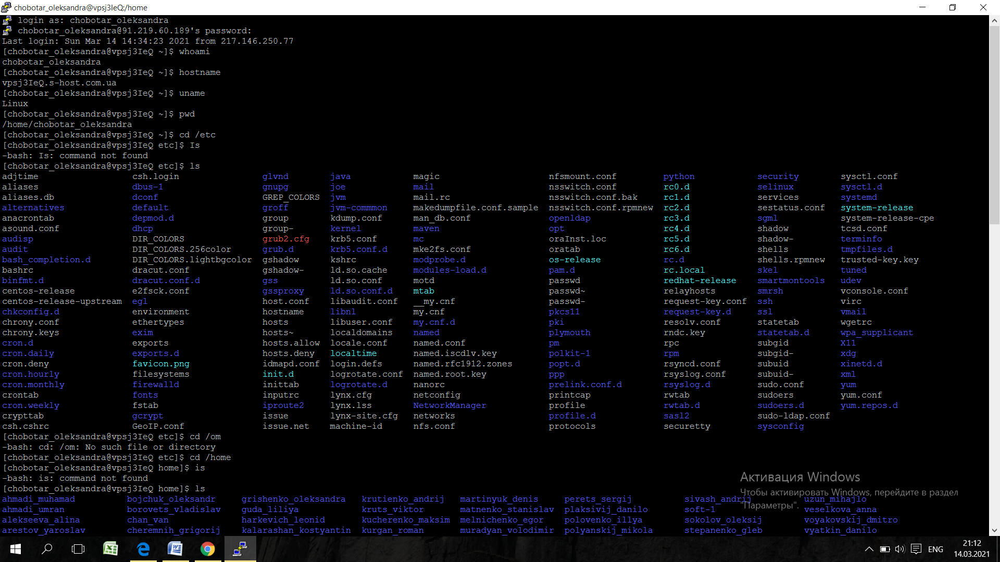 chobotar_oleksandra@vpsj3IeQ:/home
login as: chobotar_oleksandra
chobotar_oleksandra@91.219.60.189's password:
Last login: Sun Mar 14 14:34:23 2021 from 217.146.250.77
[chobotar_oleksandra@vpsj3IeQ ~]$ whoami
chobotar_oleksandra
[chobotar_oleksandra@vpsj3IeQ ~]$ hostname
vpsj3IeQ.s-host.com.ua
[chobotar_oleksandra@vpsj3IeQ ~]$ uname
Linux
[chobotar_oleksandra@vpsj3IeQ ~]$ pwd
/home/chobotar_oleksandra
[chobotar_oleksandra@vpsj3IeQ ~]$ cd /etc
[chobotar_oleksandra@vpsj3IeQ etc]$ Is
-bash: Is: command not found
[chobotar_oleksandra@vpsj3IeQ etc]$ ls
adjtime csh.login glvnd java magic nfsmount.conf python security sysctl.conf
aliases dbus-1 gnupg joe mail nsswitch.conf rc0.d selinux sysctl.d
aliases.db dconf GREP_COLORS jvm mail.rc nsswitch.conf.bak rc1.d services systemd
alternatives default groff jvm-commmon makedumpfile.conf.sample nsswitch.conf.rpmnew rc2.d sestatus.conf system-release
anacrontab depmod.d group kdump.conf man_db.conf openldap rc3.d sgml system-release-cpe
asound.conf dhcp group- kernel maven opt rc4.d shadow tcsd.conf
audisp DIR_COLORS grub2.cfg krb5.conf mc oraInst.loc rc5.d shadow- terminfo
audit DIR_COLORS.256color grub.d krb5.conf.d mke2fs.conf oratab rc6.d shells tmpfiles.d
bash_completion.d DIR_COLORS.lightbgcolor gshadow kshrc modprobe.d os-release rc.d shells.rpmnew trusted-key.key
bashrc dracut.conf gshadow- ld.so.cache modules-load.d pam.d rc.local skel tuned
binfmt.d dracut.conf.d gss ld.so.conf motd passwd redhat-release smartmontools udev
centos-release e2fsck.conf gssproxy ld.so.conf.d mtab passwd~ relayhosts smrsh vconsole.conf
centos-release-upstream egl host.conf libaudit.conf __my.cnf passwd- request-key.conf ssh virc
chkconfig.d environment hostname libnl my.cnf pkcs11 request-key.d ssl vmail
chrony.conf ethertypes hosts libuser.conf my.cnf.d pki resolv.conf statetab wgetrc
chrony.keys exim hosts~ localdomains named plymouth rndc.key statetab.d wpa_supplicant
cron.d exports hosts.allow locale.conf named.conf pm rpc subgid X11
cron.daily exports.d hosts.deny localtime named.iscdlv.key polkit-1 rpm subgid- xdg
cron.deny favicon.png idmapd.conf login.defs named.rfc1912.zones popt.d rsyncd.conf subuid xinetd.d
cron.hourly filesystems init.d logrotate.conf named.root.key ppp rsyslog.conf subuid- xml
cron.monthly firewalld inittab logrotate.d nanorc prelink.conf.d rsyslog.d sudo.conf yum
crontab fonts inputrc lynx.cfg netconfig printcap rwtab sudoers yum.conf
cron.weekly fstab iproute2 lynx.lss NetworkManager profile rwtab.d sudoers.d yum.repos.d
crypttab gcrypt issue lynx-site.cfg networks profile.d sasl2 sudo-ldap.conf
csh.cshrc GeoIP.conf issue.net machine-id nfs.conf protocols securetty sysconfig
[chobotar_oleksandra@vpsj3IeQ etc]$ cd /om
-bash: cd: /om: No such file or directory
[chobotar_oleksandra@vpsj3IeQ etc]$ cd /home
[chobotar_oleksandra@vpsj3IeQ home]$ is
-bash: is: command not found
[chobotar_oleksandra@vpsj3IeQ home]$ ls
ahmadi_muhamad bojchuk_oleksandr grishenko_oleksandra krutienko_andrij martinyuk_denis perets_sergij sivash_andrij uzun_mihajlo
ahmadi_umran borovets_vladislav guda_liliya kruts_viktor matnenko_stanislav plaksivij_danilo soft-1 veselkova_anna
alekseeva_alina chan_van harkevich_leonid kucherenko_maksim melnichenko_egor polovenko_illya sokolov_oleksij voyakovskij_dmitro
arestov_yaroslav cheremnih_grigorij kalarashan_kostyantin kurgan_roman muradyan_volodimir polyanskij_mikola stepanenko_gleb vyatkin_danilo
Активация Windows
Чтобы активировать Windows, перейдите в раздел
"Параметры".
ENG
21:12
14.03.2021